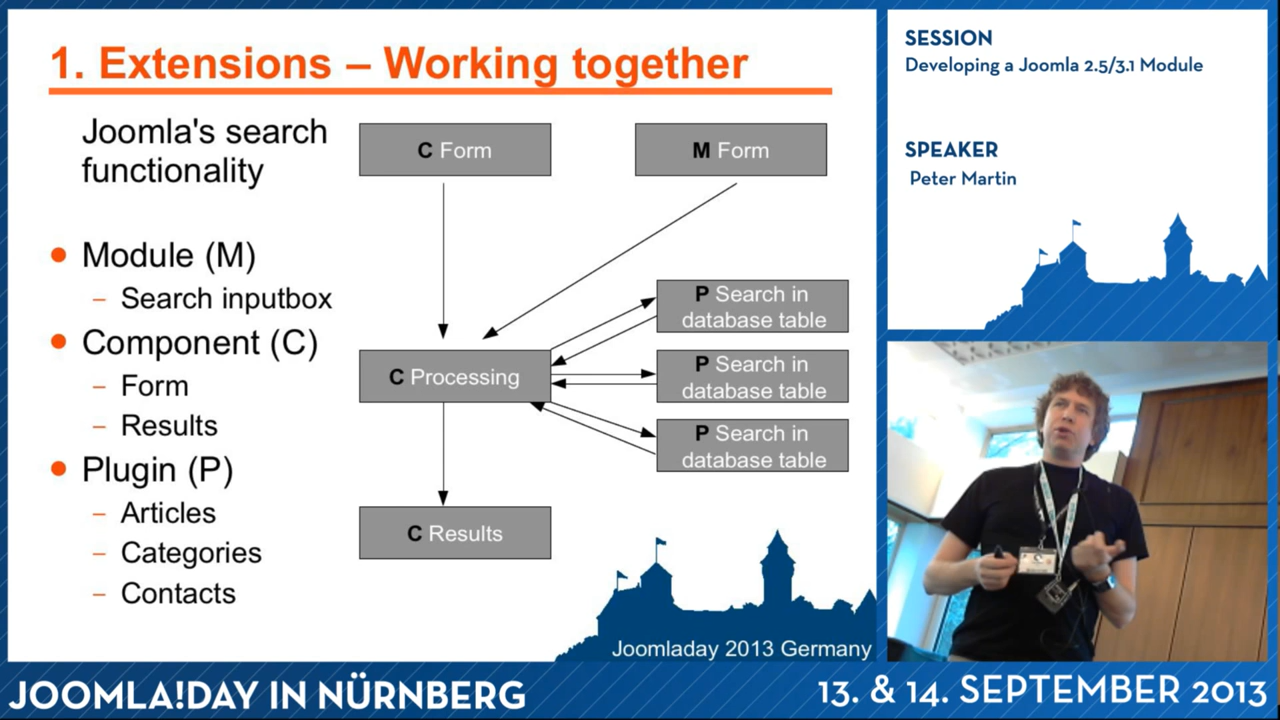 1. Extensions – Working together
Joomla's search
functionality
Module (M)
– Search inputbox
Component (C)
– Form
– Results
Plugin (P)
– Articles
– Categories
– Contacts
C Form
M Form
C Processing
P Search in
database table
P Search in
database table
P Search in
database table
C Results
Joomladay 2013 Germany
SESSION
Developing a Joomla 2.5/3.1 Module
SPEAKER
Peter Martin
JOOMLA!DAY IN NÜRNBERG
13. & 14. SEPTEMBER 2013